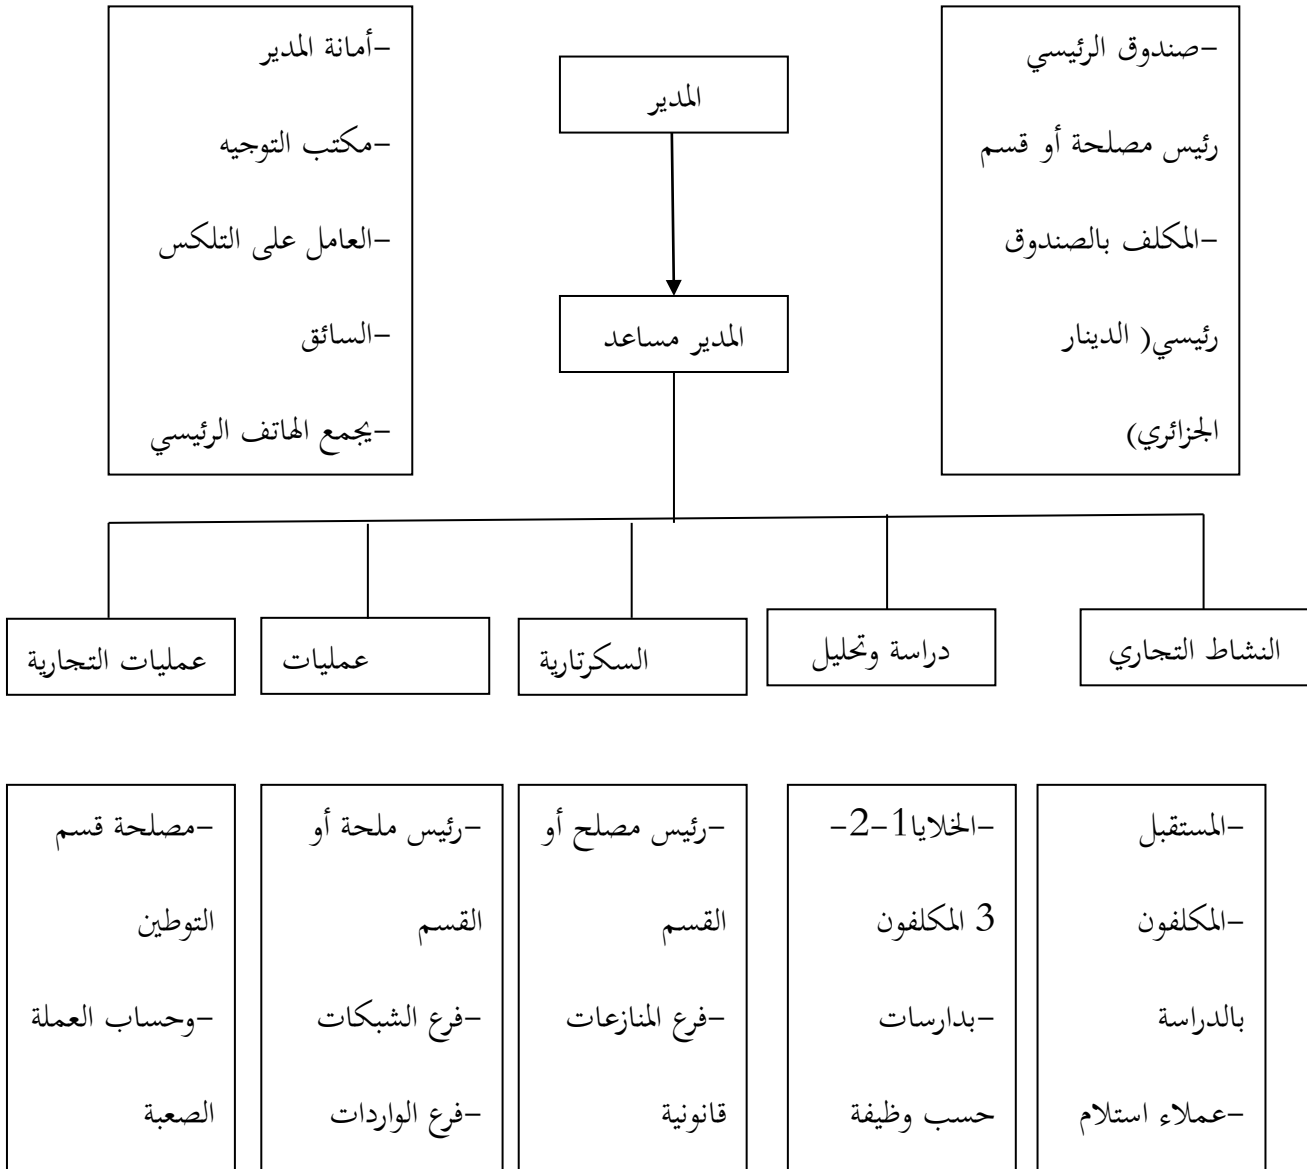 -صندوق الرئيسي
رئيس مصلحة أو قسم
-المكلف بالصندوق
رئيسي( الدينار
الجزائري)
المدير
المدير مساعد
-أمانة المدير
-مكتب التوجيه
-العامل على التلكس
-السائق
-يجمع الهاتف الرئيسي
النشاط التجاري
دراسة وتحليل
السكرتارية
عمليات
عمليات التجارية
-المستقبل
-المكلفون
بالدراسة
-عملاء استلام
-الخلايا1-2-
3 المكلفون
-بدارسات
حسب وظيفة
-رئيس مصلح أو
القسم
-فرع المنازعات
قانونية
-رئيس ملحة أو
القسم
-فرع الشبكات
-فرع الواردات
-مصلحة قسم
التوطين
-وحساب العملة
الصعبة